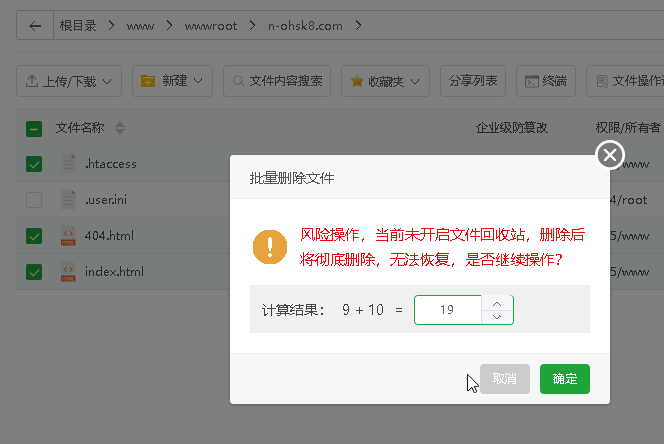 根目录 www wwwroot n-ohsk8.com
上传/下载 新建 文件内容搜索 收藏夹 分享列表 终端 文件操作
文件名称 企业级防篡改 权限/所有者
.htaccess /www
.user.ini 4/root
404.html 5/www
index.html 5/www
批量删除文件
风险操作，当前未开启文件回收站，删除后
将彻底删除，无法恢复，是否继续操作？
计算结果： 9 + 10 = 19
取消 确定